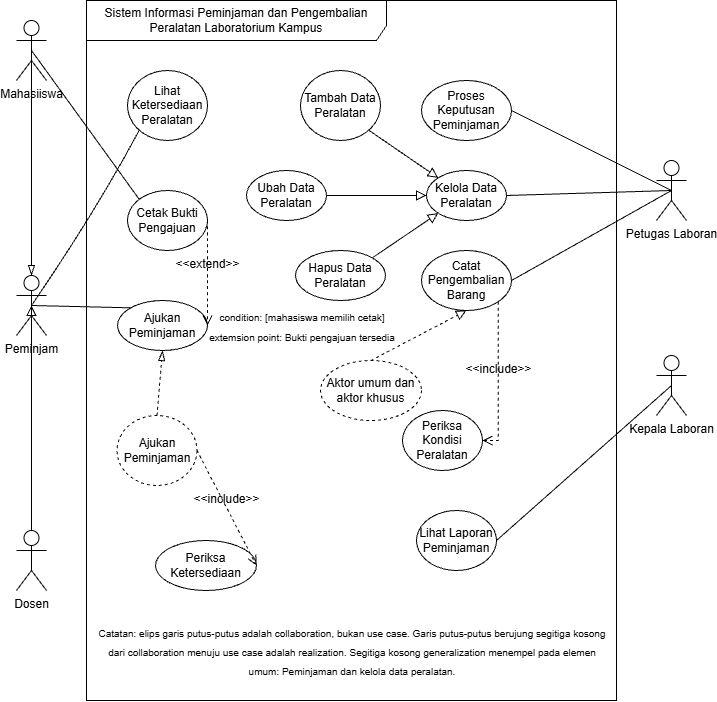 Sistem Informasi Peminjaman dan Pengembalian
Peralatan Laboratorium Kampus
Mahasiiswa
Lihat
Ketersediaan
Peralatan
Tambah Data
Peralatan
Proses
Keputusan
Peminjaman
Cetak Bukti
Pengajuan
Ubah Data
Peralatan
Kelola Data
Peralatan
Petugas Laboran
<<extend>>
Hapus Data
Peralatan
Catat
Pengembalian
Barang
Peminjam
Ajukan
Peminjaman
condition: [mahasiswa memilih cetak]
extemsion point: Bukti pengajuan tersedia
<<include>>
Aktor umum dan
aktor khusus
Kepala Laboran
Ajukan
Peminjaman
Periksa
Kondisi
Peralatan
<<include>>
Lihat Laporan
Peminjaman
Periksa
Ketersediaan
Dosen
Catatan: elips garis putus-putus adalah collaboration, bukan use case. Garis putus-putus berujung segitiga kosong
dari collaboration menuju use case adalah realization. Segitiga kosong generalization menempel pada elemen
umum: Peminjaman dan kelola data peralatan.